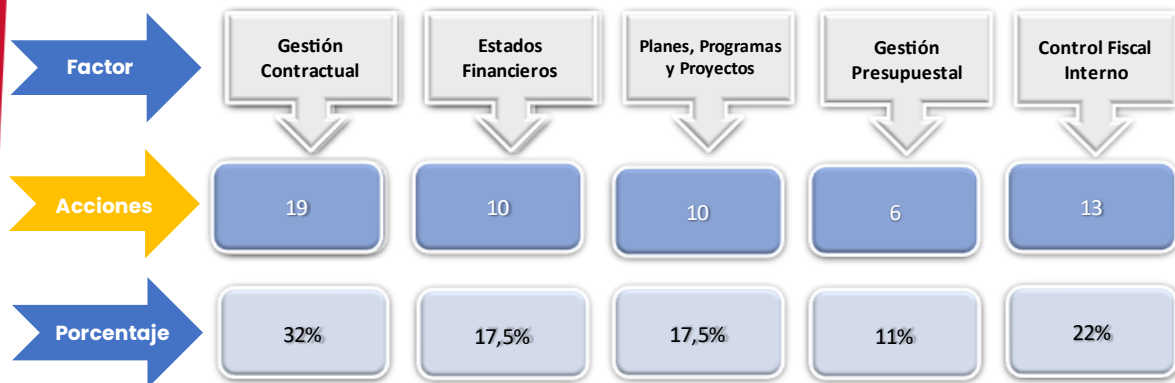 Factor
Gestión
Contractual
Estados
Financieros
Planes, Programas
y Proyectos
Gestión
Presupuestal
Control Fiscal
Interno
Acciones
19
10
10
6
13
Porcentaje
32%
17,5%
17,5%
11%
22%